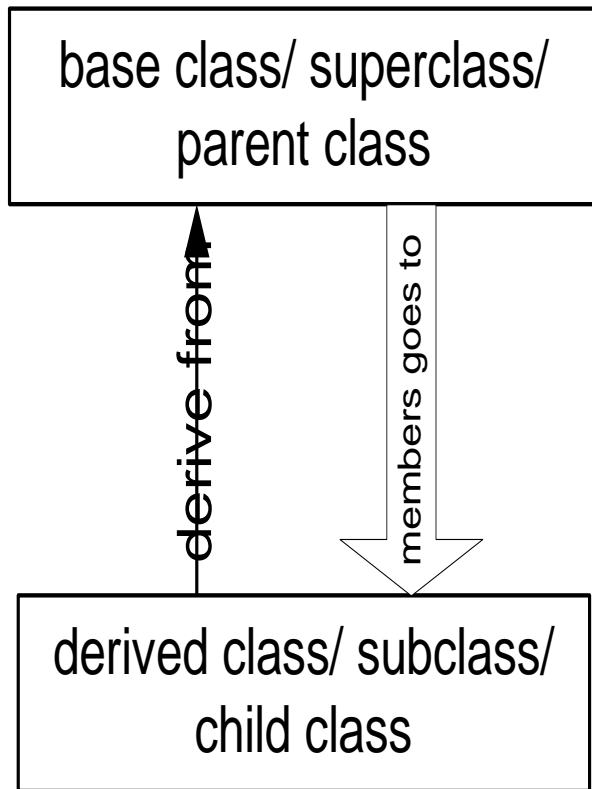 base class/ superclass/
parent class
derive from
members goes to
derived class/ subclass/
child class